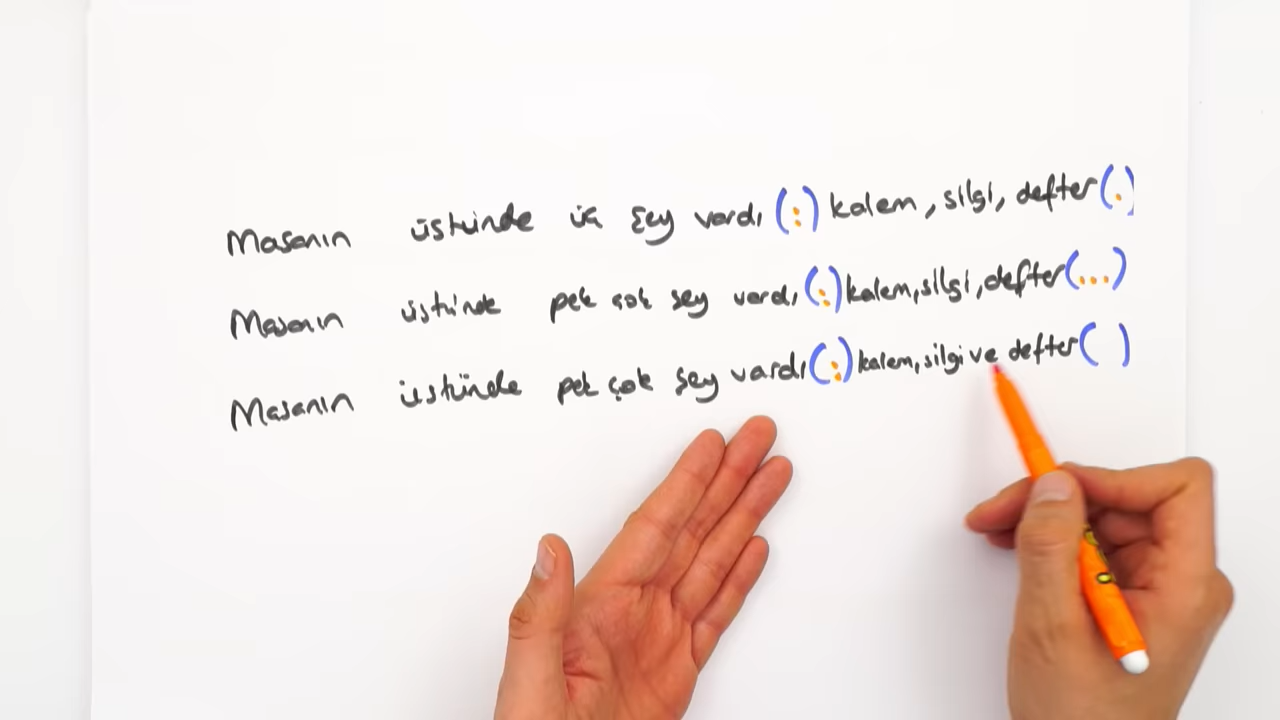 Masanın üstünde üç şey vardı (:) kalem, silgi, defter (.)
Masanın üstünde pek çok şey vardı (:) kalem, silgi, defter (...)
Masanın üstünde pek çok şey vardı (:) kalem, silgi ve defter ( )